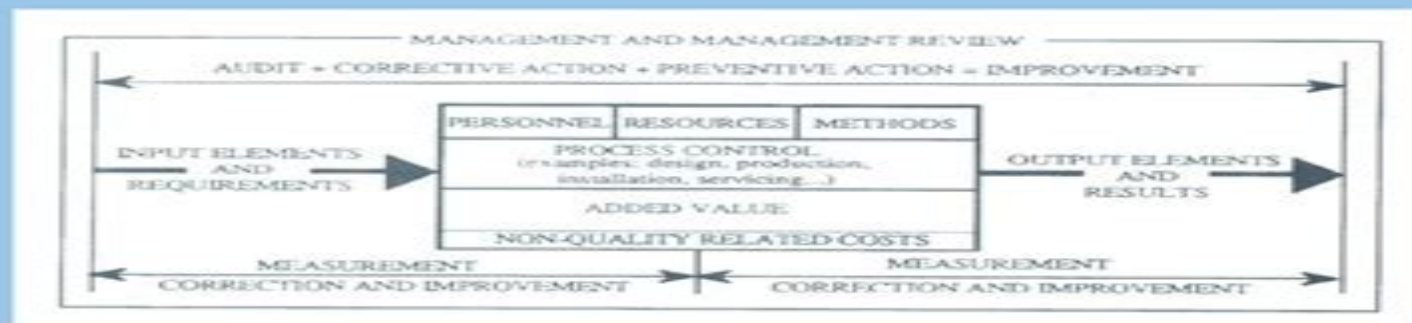 MANAGEMENT AND MANAGEMENT REVIEW
AUDIT + CORRECTIVE ACTION + PREVENTIVE ACTION = IMPROVEMENT
PERSONNEL RESOURCES METHODS
INPUT ELEMENTS
AND
REQUIREMENTS
PROCESS CONTROL
(examples: design, production,
installation, servicing...)
OUTPUT ELEMENTS
AND
RESULTS
ADDED VALUE
NON-QUALITY RELATED COSTS
MEASUREMENT
CORRECTION AND IMPROVEMENT
MEASUREMENT
CORRECTION AND IMPROVEMENT